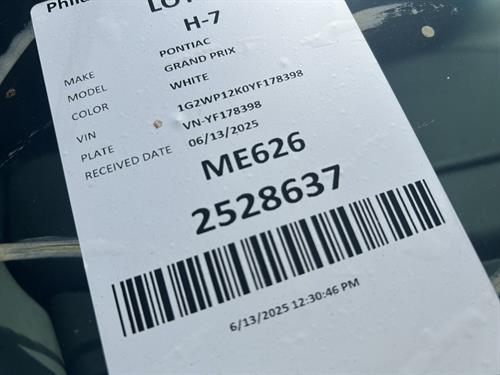 H-7
MAKE PONTIAC
MODEL GRAND PRIX
COLOR WHITE
VIN 1G2WP12K0YF178398
PLATE VN-YF178398
RECEIVED DATE 06/13/2025
ME626
2528637
6/13/2025 12:30:46 PM